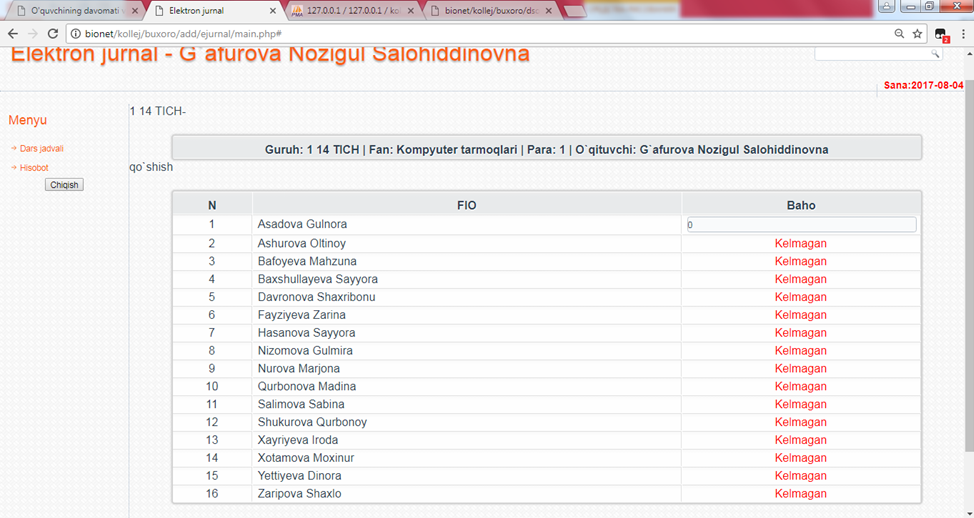 O'quvchining davomati
Elektron jurnal
127.0.0.1 / 127.0.0.1 / ko
bionet/kollej/buxoro/dsc
bionet/kollej/buxoro/add/ejurnal/main.php#
2
Elektron jurnal - G`afurova Nozigul Salohiddinovna
Sana:2017-08-04
Menyu
Dars jadvali
Hisobot
Chiqish
1 14 TICH-
Guruh: 1 14 TICH | Fan: Kompyuter tarmoqlari | Para: 1 | O`qituvchi: G`afurova Nozigul Salohiddinovna
qo`shish
N FIO Baho
1 Asadova Gulnora 0
2 Ashurova Oltinoy Kelmagan
3 Bafoyeva Mahzuna Kelmagan
4 Baxshullayeva Sayyora Kelmagan
5 Davronova Shaxribonu Kelmagan
6 Fayziyeva Zarina Kelmagan
7 Hasanova Sayyora Kelmagan
8 Nizomova Gulmira Kelmagan
9 Nurova Marjona Kelmagan
10 Qurbonova Madina Kelmagan
11 Salimova Sabina Kelmagan
12 Shukurova Qurbonoy Kelmagan
13 Xayriyeva Iroda Kelmagan
14 Xotamova Moxinur Kelmagan
15 Yettiyeva Dinora Kelmagan
16 Zaripova Shaxlo Kelmagan